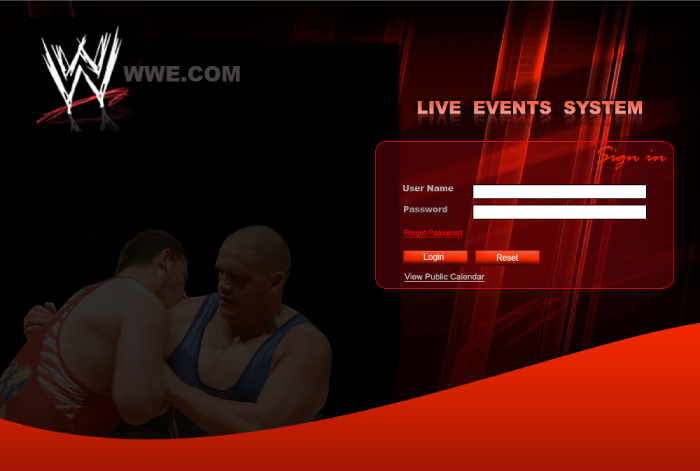 WWE.COM
LIVE EVENTS SYSTEM
Sign in
User Name
Password
Forgot Password
Login Reset
View Public Calendar